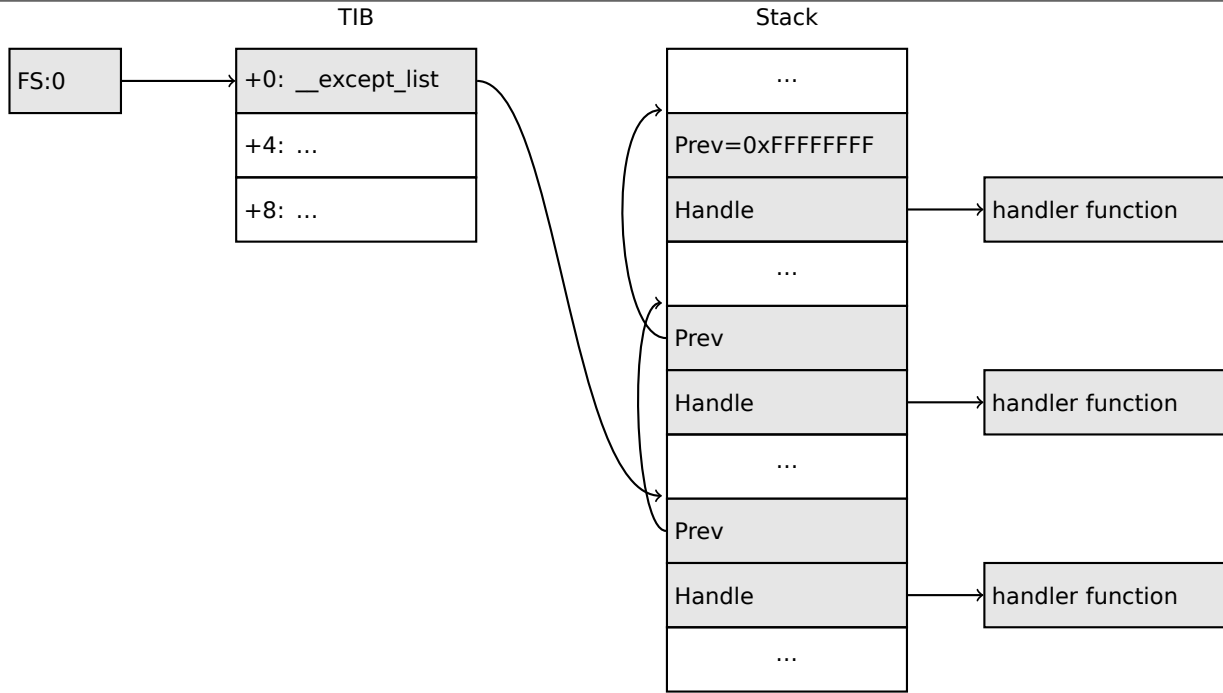 TIB
Stack
FS:0
+0: __except_list
+4: ...
+8: ...
...
Prev=0xFFFFFFFF
Handle
handler function
...
Prev
Handle
handler function
...
Prev
Handle
handler function
...